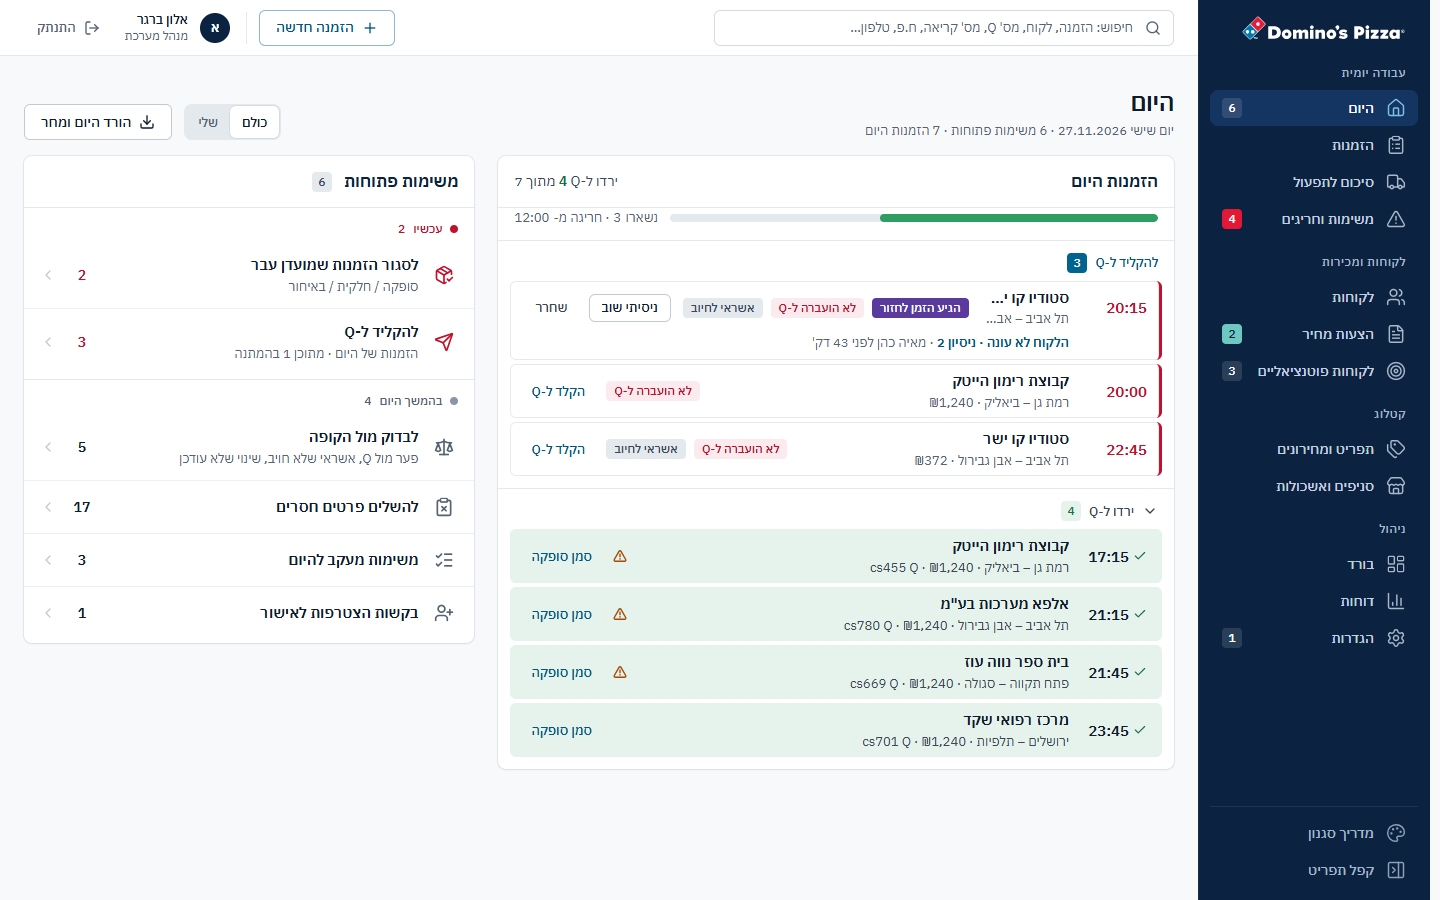 Domino's Pizza
עבודה יומית
היום 6
הזמנות
סיכום לתפעול
משימות וחריגים 4
לקוחות ומכירות
לקוחות
הצעות מחיר 2
לקוחות פוטנציאליים 3
קטלוג
תפריט ומחירונים
סניפים ואשכולות
ניהול
בורד
דוחות
הגדרות 1
מדריך סגנון
קפל תפריט
חיפוש: הזמנה, לקוח, מס' Q, מס' קריאה, ח.פ, טלפון...
הזמנה חדשה
א
אלון ברגר
מנהל מערכת
התנתק
היום
יום שישי 27.11.2026 · 6 משימות פתוחות · 7 הזמנות היום
כולם
שלי
הורד היום ומחר
הזמנות היום
ירדו ל-Q 4 מתוך 7
נשארו 3 · חריגה מ- 12:00
להקליד ל-Q 3
20:15
סטודיו קו י...
תל אביב – אב...
הגיע הזמן לחזור
לא הועברה ל-Q
אשראי לחיוב
ניסיתי שוב
שחרר
הלקוח לא עונה · ניסיון 2 · מאיה כהן לפני 43 דק'
20:00
קבוצת רימון הייטק
רמת גן – ביאליק · ₪1,240
לא הועברה ל-Q
הקלד ל-Q
22:45
סטודיו קו ישר
תל אביב – אבן גבירול · ₪372
לא הועברה ל-Q
אשראי לחיוב
הקלד ל-Q
ירדו ל-Q 4
17:15
קבוצת רימון הייטק
רמת גן – ביאליק · ₪1,240 · Q cs455
סמן סופקה
21:15
אלפא מערכות בע"מ
תל אביב – אבן גבירול · ₪1,240 · Q cs780
סמן סופקה
21:45
בית ספר נווה עוז
פתח תקווה – סגולה · ₪1,240 · Q cs669
סמן סופקה
23:45
מרכז רפואי שקד
ירושלים – תלפיות · ₪1,240 · Q cs701
סמן סופקה
משימות פתוחות 6
עכשיו 2
לסגור הזמנות שמועדן עבר
סופקה / חלקית / באיחור
2
להקליד ל-Q
הזמנות של היום · מתוכן 1 בהמתנה
3
בהמשך היום 4
לבדוק מול הקופה
פער מול Q, אשראי שלא חויב, שינוי שלא עודכן
5
להשלים פרטים חסרים
17
משימות מעקב להיום
3
בקשות הצטרפות לאישור
1